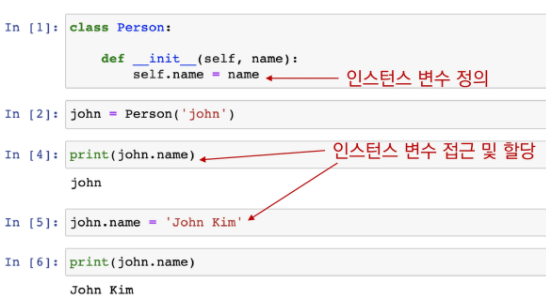 In [1]: class Person:
def __init__(self, name):
self.name = name 인스턴스 변수 정의
In [2]: john = Person('john')
In [4]: print(john.name) 인스턴스 변수 접근 및 할당
john
In [5]: john.name = 'John Kim'
In [6]: print(john.name)
John Kim